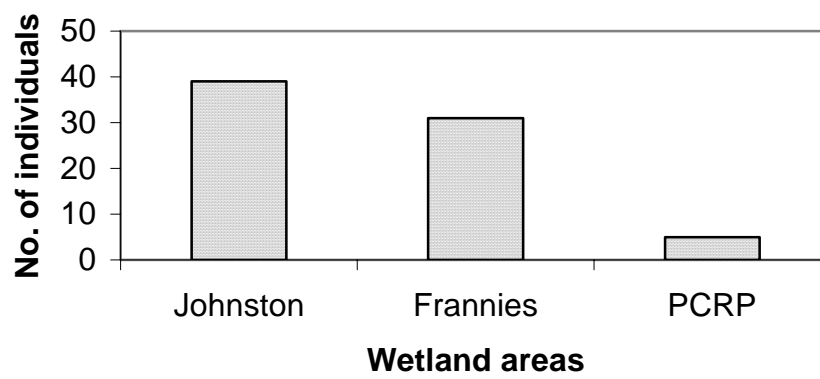 No. of individuals
50
40
30
20
10
0
Johnston Frannies PCRP
Wetland areas